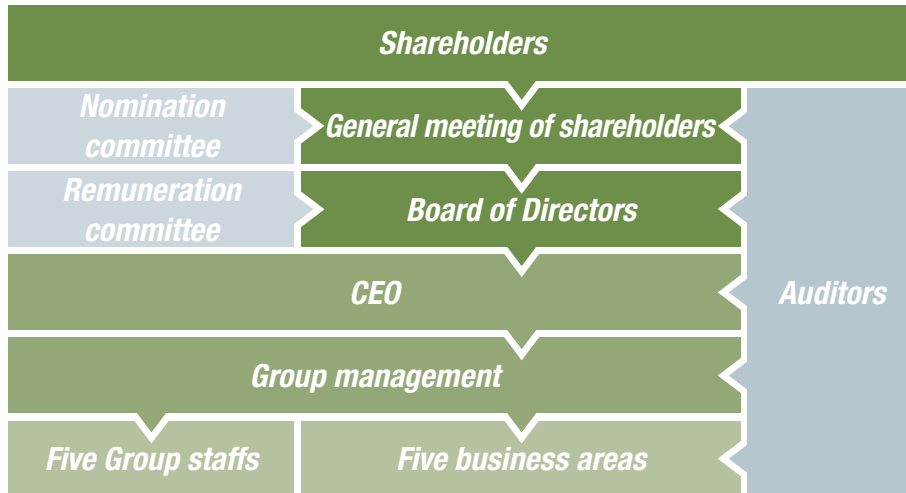 Shareholders
Nomination
committee
General meeting of shareholders
Remuneration
committee
Board of Directors
CEO
Auditors
Group management
Five Group staffs
Five business areas